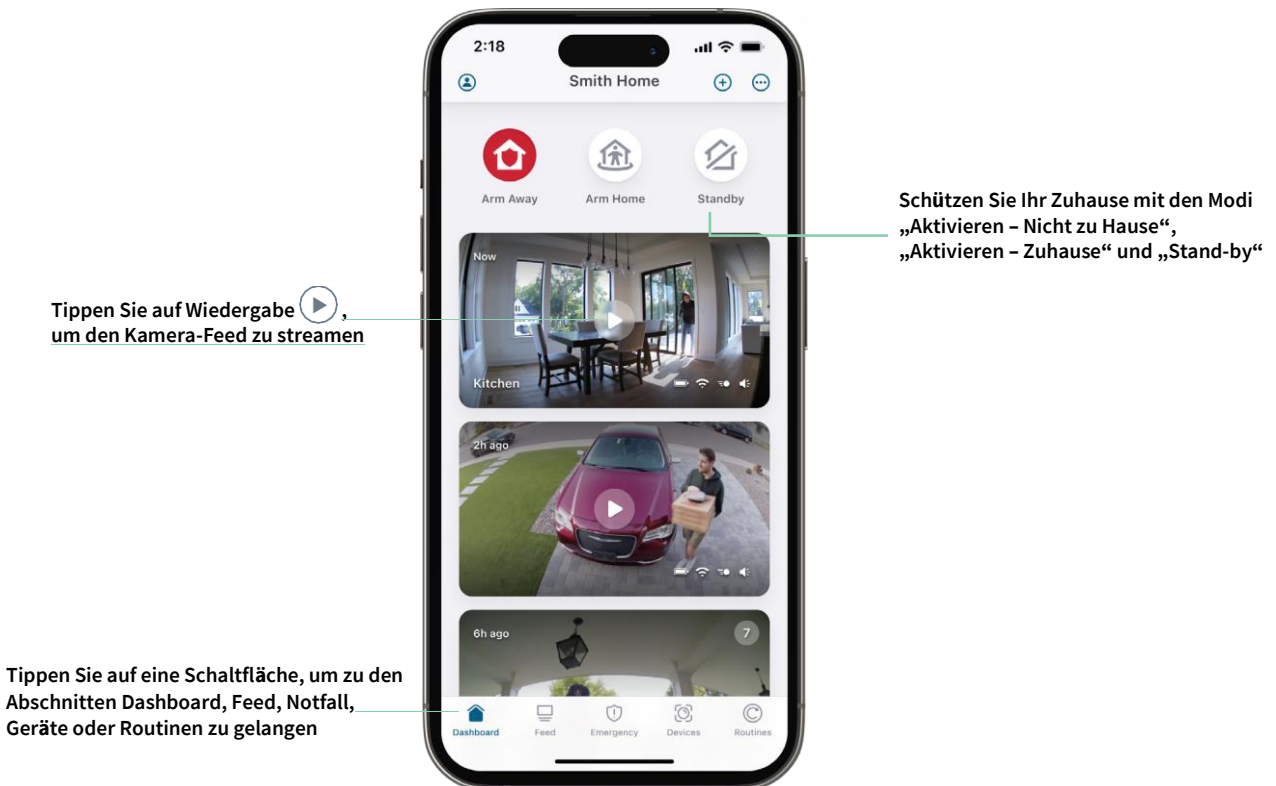 2:18
Smith Home
Arm Away
Arm Home
Standby
Schützen Sie Ihr Zuhause mit den Modi
„Aktivieren – Nicht zu Hause“,
„Aktivieren – Zuhause“ und „Stand-by“
Now
Tippen Sie auf Wiedergabe ,
um den Kamera-Feed zu streamen
Kitchen
2h ago
6h ago
7
Tippen Sie auf eine Schaltfläche, um zu den
Abschnitten Dashboard, Feed, Notfall,
Geräte oder Routinen zu gelangen
Dashboard
Feed
Emergency
Devices
Routines